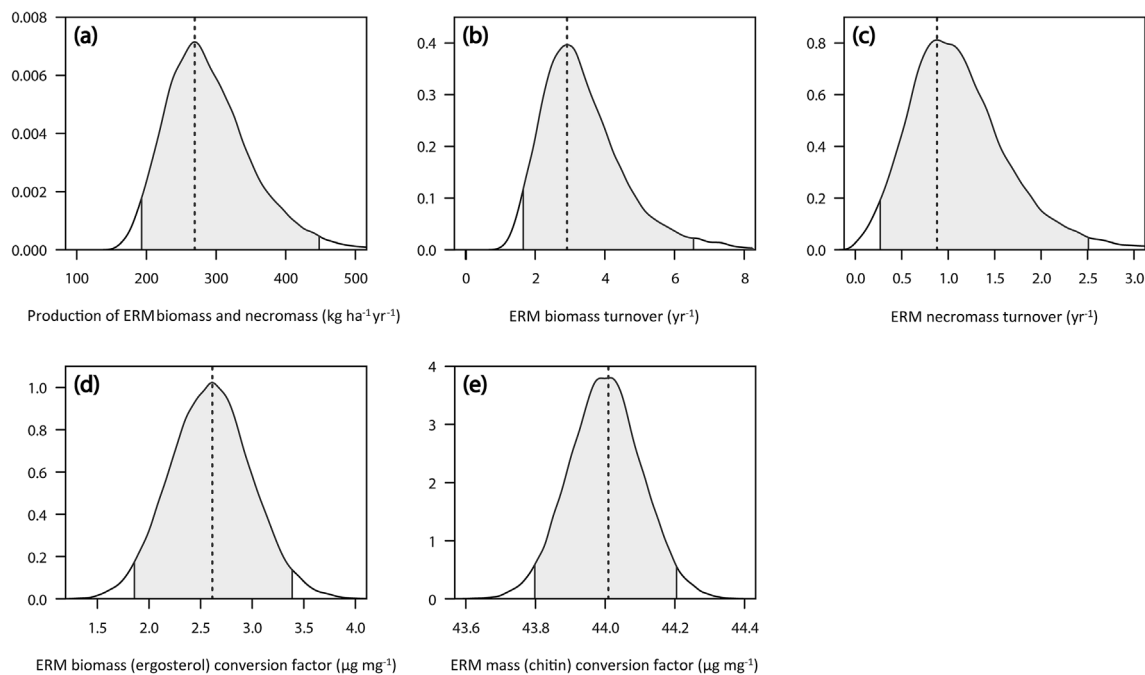 (a)
0.008
0.006
0.004
0.002
0.000
100 200 300 400 500
Production of ERM biomass and necromass (kg ha⁻¹yr⁻¹)
(b)
0.4
0.3
0.2
0.1
0.0
0 2 4 6 8
ERM biomass turnover (yr⁻¹)
(c)
0.8
0.6
0.4
0.2
0.0
0.0 0.5 1.0 1.5 2.0 2.5 3.0
ERM necromass turnover (yr⁻¹)
(d)
1.0
0.8
0.6
0.4
0.2
0.0
1.5 2.0 2.5 3.0 3.5 4.0
ERM biomass (ergosterol) conversion factor (µg mg⁻¹)
(e)
4
3
2
1
0
43.6 43.8 44.0 44.2 44.4
ERM mass (chitin) conversion factor (µg mg⁻¹)